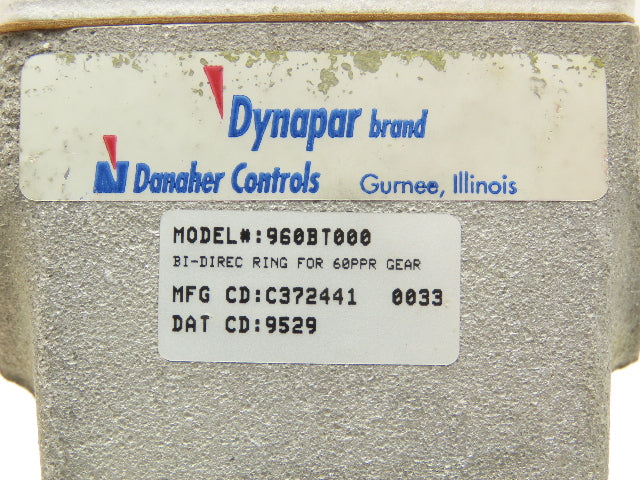 Dynapar brand
Danaher Controls Gurnee, Illinois
MODEL#:960BT000
BI-DIREC RING FOR 60PPR GEAR
MFG CD:C372441 0033
DAT CD:9529